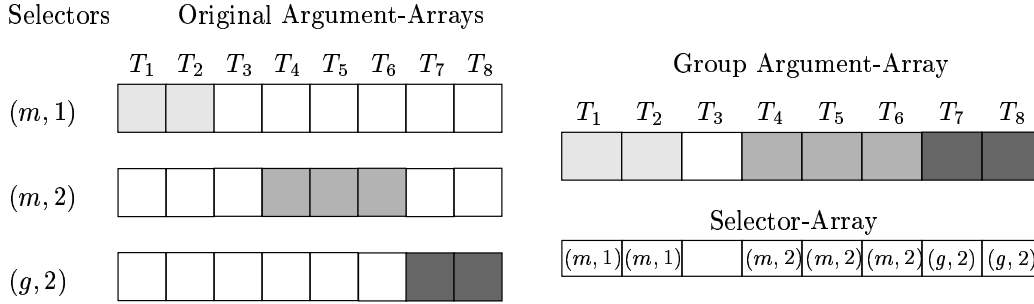 Selectors Original Argument-Arrays
T1 T2 T3 T4 T5 T6 T7 T8
(m, 1)
(m, 2)
(g, 2)
Group Argument-Array
T1 T2 T3 T4 T5 T6 T7 T8
Selector-Array
(m, 1) (m, 1) (m, 2) (m, 2) (m, 2) (g, 2) (g, 2)